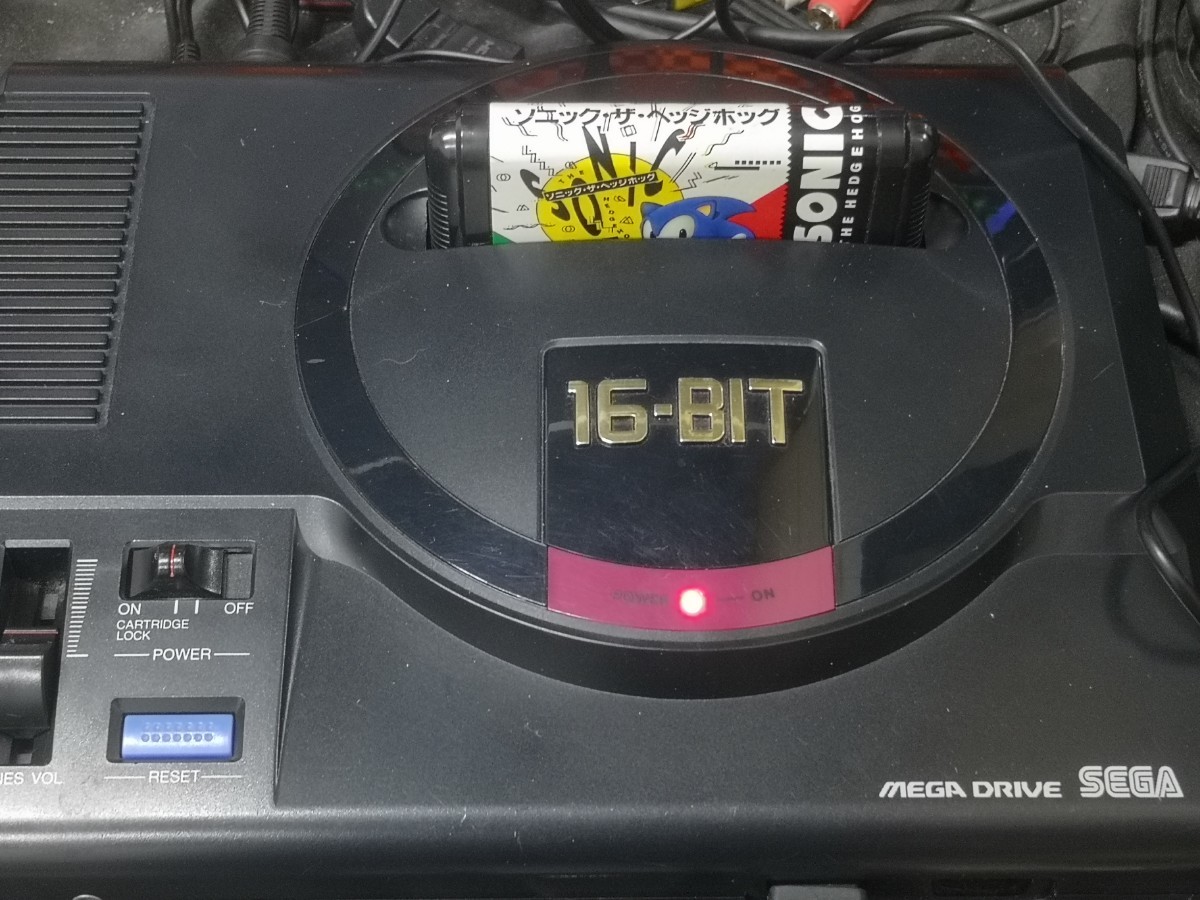 ソニック・ザ・ヘッジホッグ
SONIC
THE
ソニック・ザ・ヘッジホッグ
SONIC
THE HEDGEHOG
16-BIT
POWER ON
ON OFF
CARTRIDGE
LOCK
POWER
VOL
RESET
MEGA DRIVE SEGA